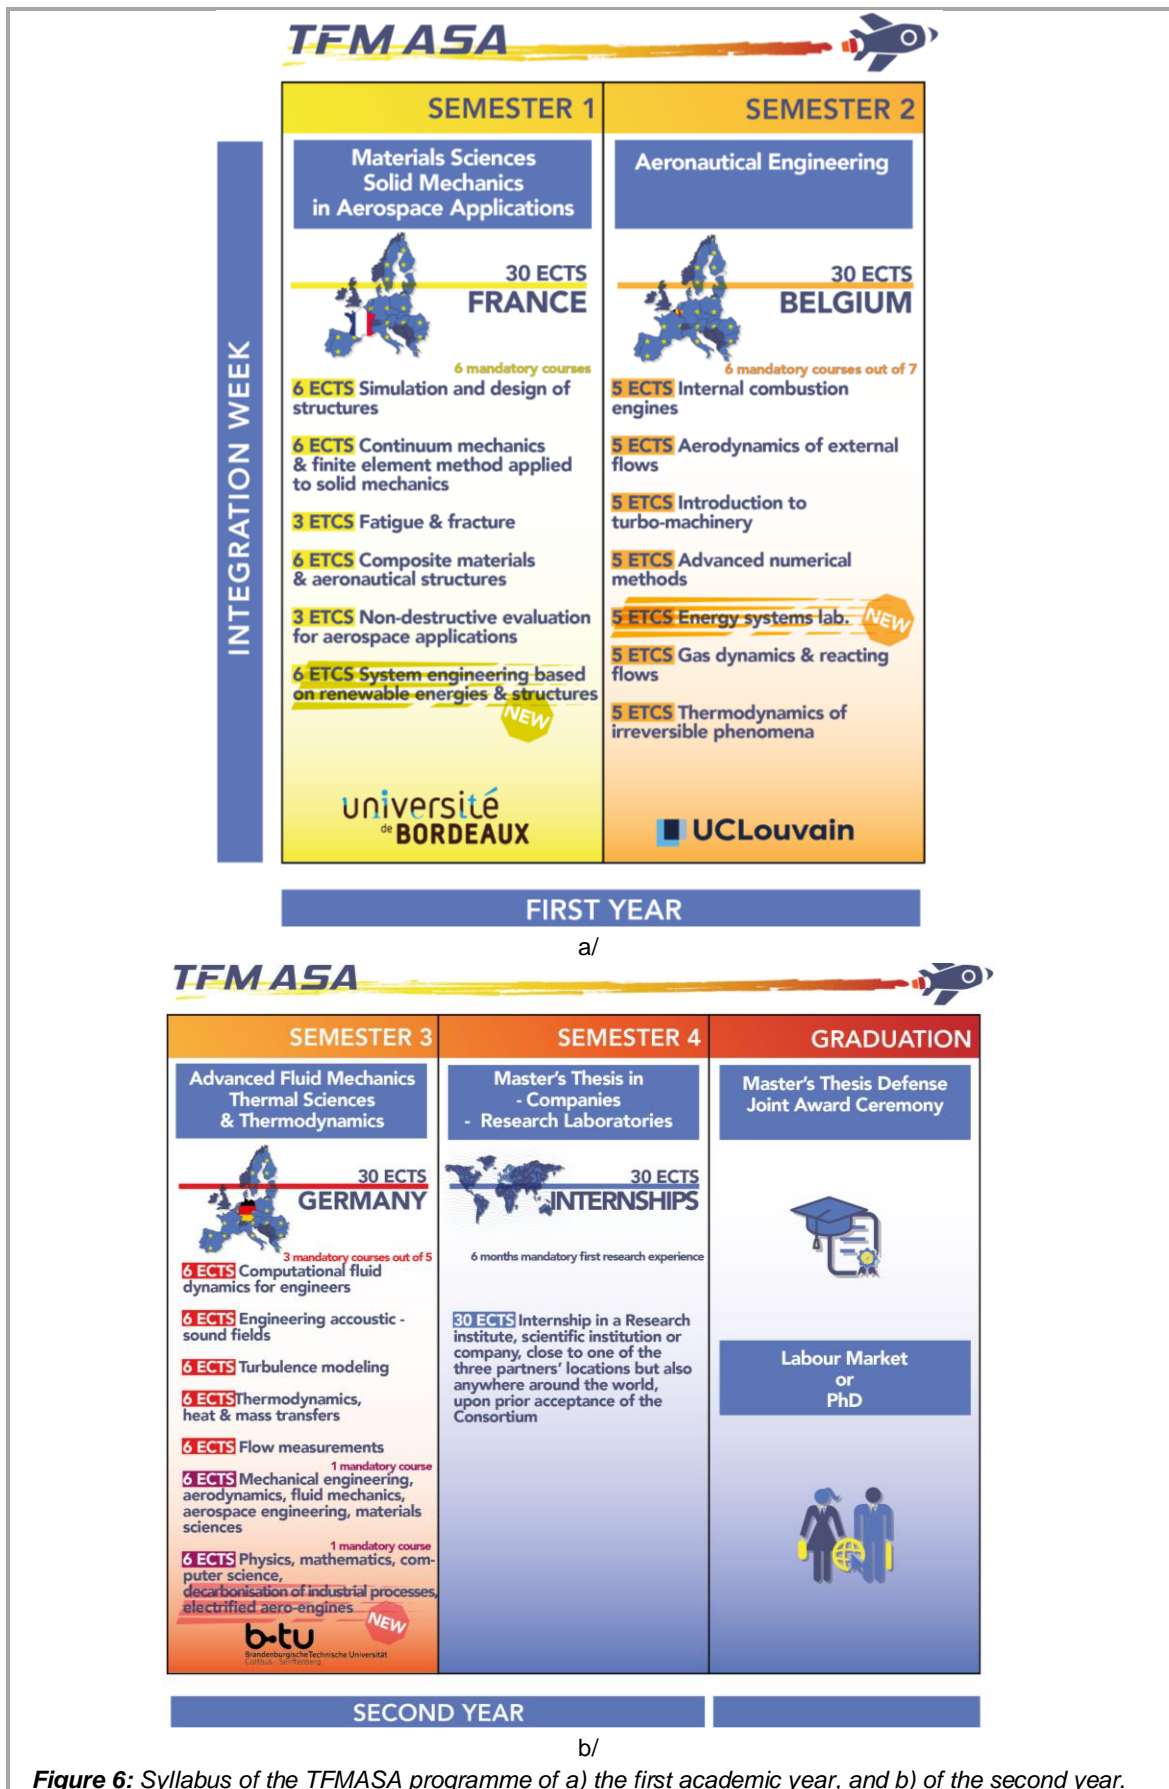 TFMASA
SEMESTER 1
SEMESTER 2
INTEGRATION WEEK
Materials Sciences
Solid Mechanics
in Aerospace Applications
Aeronautical Engineering
30 ECTS
FRANCE
30 ECTS
BELGIUM
6 mandatory courses
6 ECTS Simulation and design of
structures
6 ECTS Continuum mechanics
& finite element method applied
to solid mechanics
3 ETCS Fatigue & fracture
6 ETCS Composite materials
& aeronautical structures
3 ETCS Non-destructive evaluation
for aerospace applications
6 ETCS System engineering based
on renewable energies & structures
NEW
université
de BORDEAUX
6 mandatory courses out of 7
5 ECTS Internal combustion
engines
5 ECTS Aerodynamics of external
flows
5 ETCS Introduction to
turbo-machinery
5 ETCS Advanced numerical
methods
5 ETCS Energy systems lab.
NEW
5 ETCS Gas dynamics & reacting
flows
5 ETCS Thermodynamics of
irreversible phenomena
UCLouvain
FIRST YEAR
a/
TFMASA
SEMESTER 3
SEMESTER 4
GRADUATION
Advanced Fluid Mechanics
Thermal Sciences
& Thermodynamics
Master's Thesis in
- Companies
- Research Laboratories
Master's Thesis Defense
Joint Award Ceremony
30 ECTS
GERMANY
30 ECTS
INTERNSHIPS
3 mandatory courses out of 5
6 ECTS Computational fluid
dynamics for engineers
6 ECTS Engineering accoustic -
sound fields
6 ECTS Turbulence modeling
6 ECTS Thermodynamics,
heat & mass transfers
6 ECTS Flow measurements
1 mandatory course
6 ECTS Mechanical engineering,
aerodynamics, fluid mechanics,
aerospace engineering, materials
sciences
1 mandatory course
6 ECTS Physics, mathematics, com-
puter science,
decarbonisation of industrial processes,
electrified aero-engines
NEW
b-tu
Brandenburgische Technische Universität
Cottbus - Senftenberg
6 months mandatory first research experience
30 ECTS Internship in a Research
institute, scientific institution or
company, close to one of the
three partners' locations but also
anywhere around the world,
upon prior acceptance of the
Consortium
Labour Market
or
PhD
SECOND YEAR
b/
Figure 6: Syllabus of the TFMASA programme of a) the first academic year, and b) of the second year.